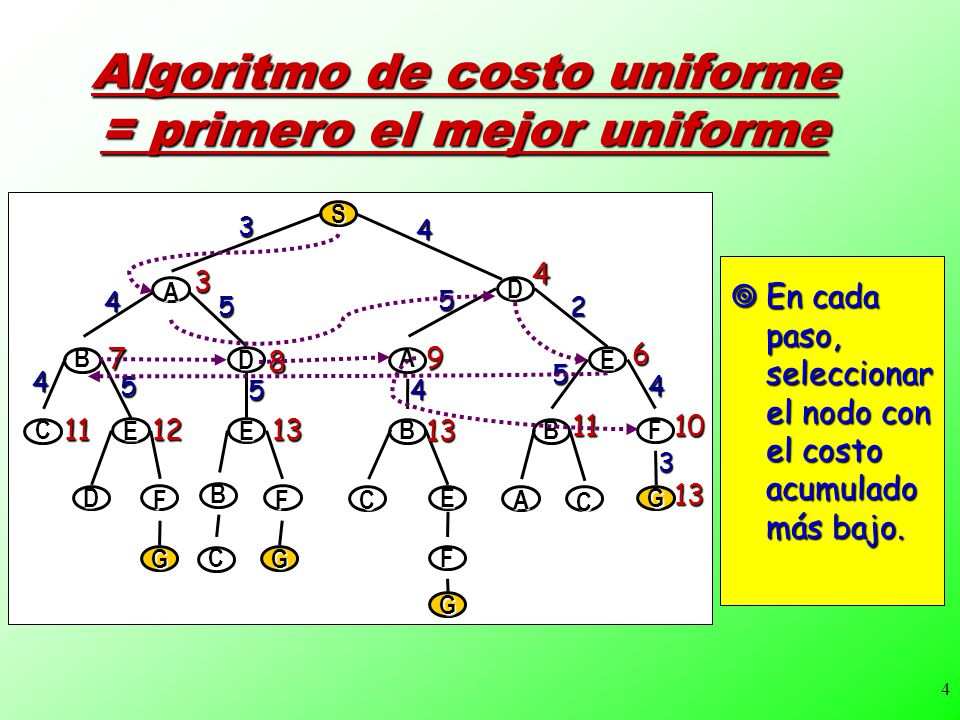 Algoritmo de costo uniforme
= primero el mejor uniforme
S
3 4
A 3 D 4
4 5 5 2
B 7 D 8 A 9 E 6
4 5 5 4 5 4
C 11 E 12 E 13 B 13 B 11 F 10
3
D F B F C E A C G 13
G C G F
G
En cada
paso,
seleccionar
el nodo con
el costo
acumulado
más bajo.
4